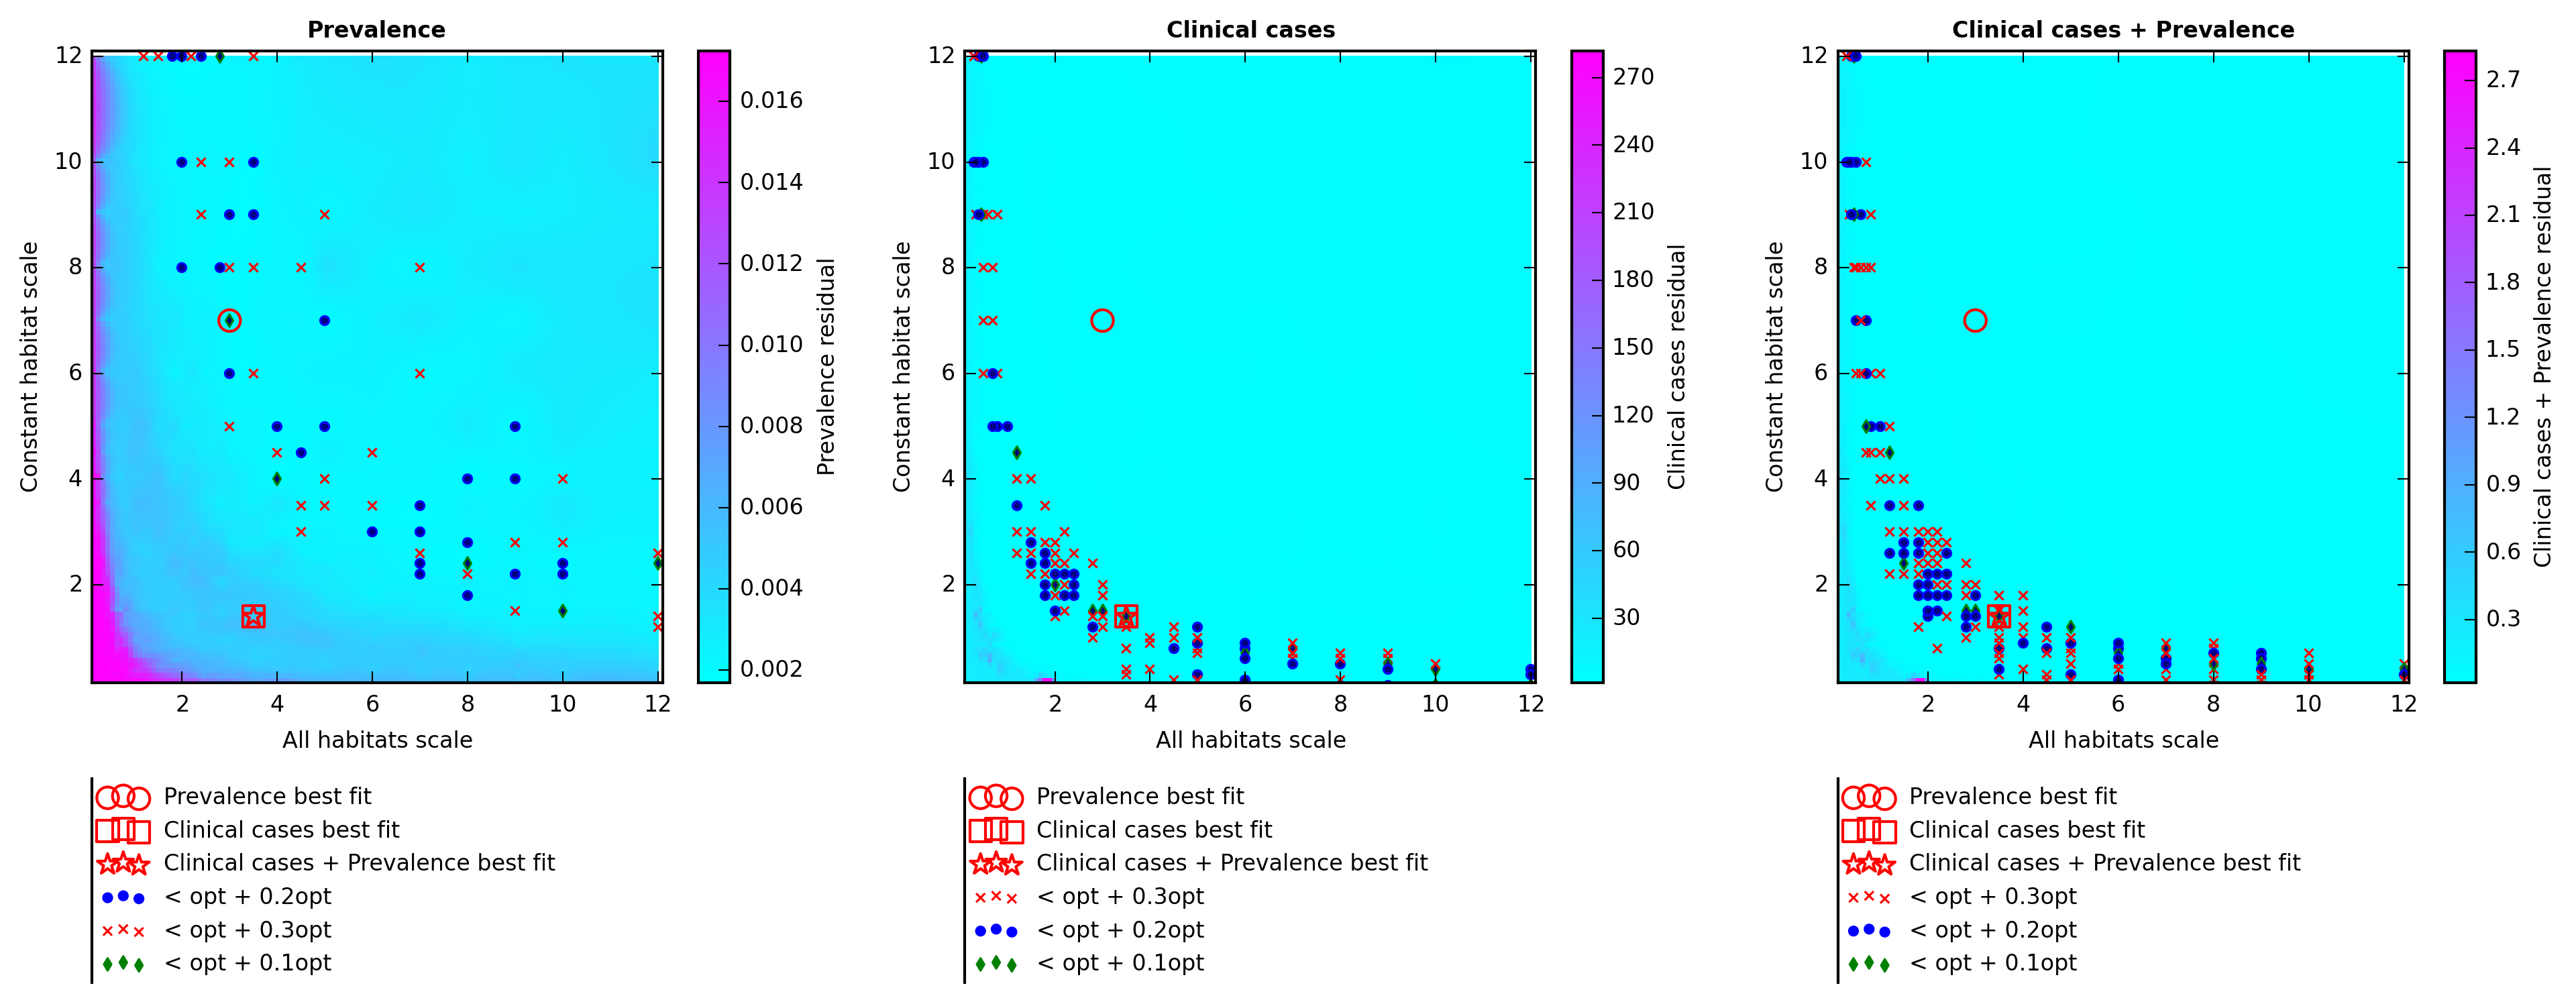 Prevalence
12
10
8
6
4
2
2
4
6
8
10
12
Constant habitat scale
All habitats scale
0.016
0.014
0.012
0.010
0.008
0.006
0.004
0.002
Prevalence residual
Prevalence best fit
Clinical cases best fit
Clinical cases + Prevalence best fit
< opt + 0.2opt
< opt + 0.3opt
< opt + 0.1opt
Clinical cases
12
10
8
6
4
2
2
4
6
8
10
12
Constant habitat scale
All habitats scale
270
240
210
180
150
120
90
60
30
Clinical cases residual
Prevalence best fit
Clinical cases best fit
Clinical cases + Prevalence best fit
< opt + 0.3opt
< opt + 0.2opt
< opt + 0.1opt
Clinical cases + Prevalence
12
10
8
6
4
2
2
4
6
8
10
12
Constant habitat scale
All habitats scale
2.7
2.4
2.1
1.8
1.5
1.2
0.9
0.6
0.3
Clinical cases + Prevalence residual
Prevalence best fit
Clinical cases best fit
Clinical cases + Prevalence best fit
< opt + 0.3opt
< opt + 0.2opt
< opt + 0.1opt